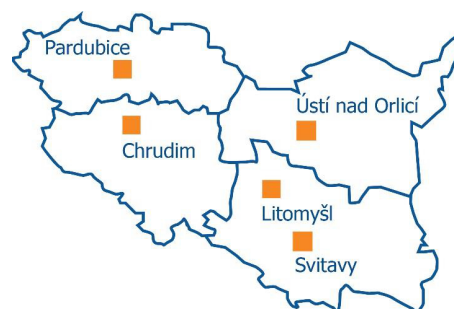 Pardubice
Ústí nad Orlicí
Chrudim
Litomyšl
Svitavy